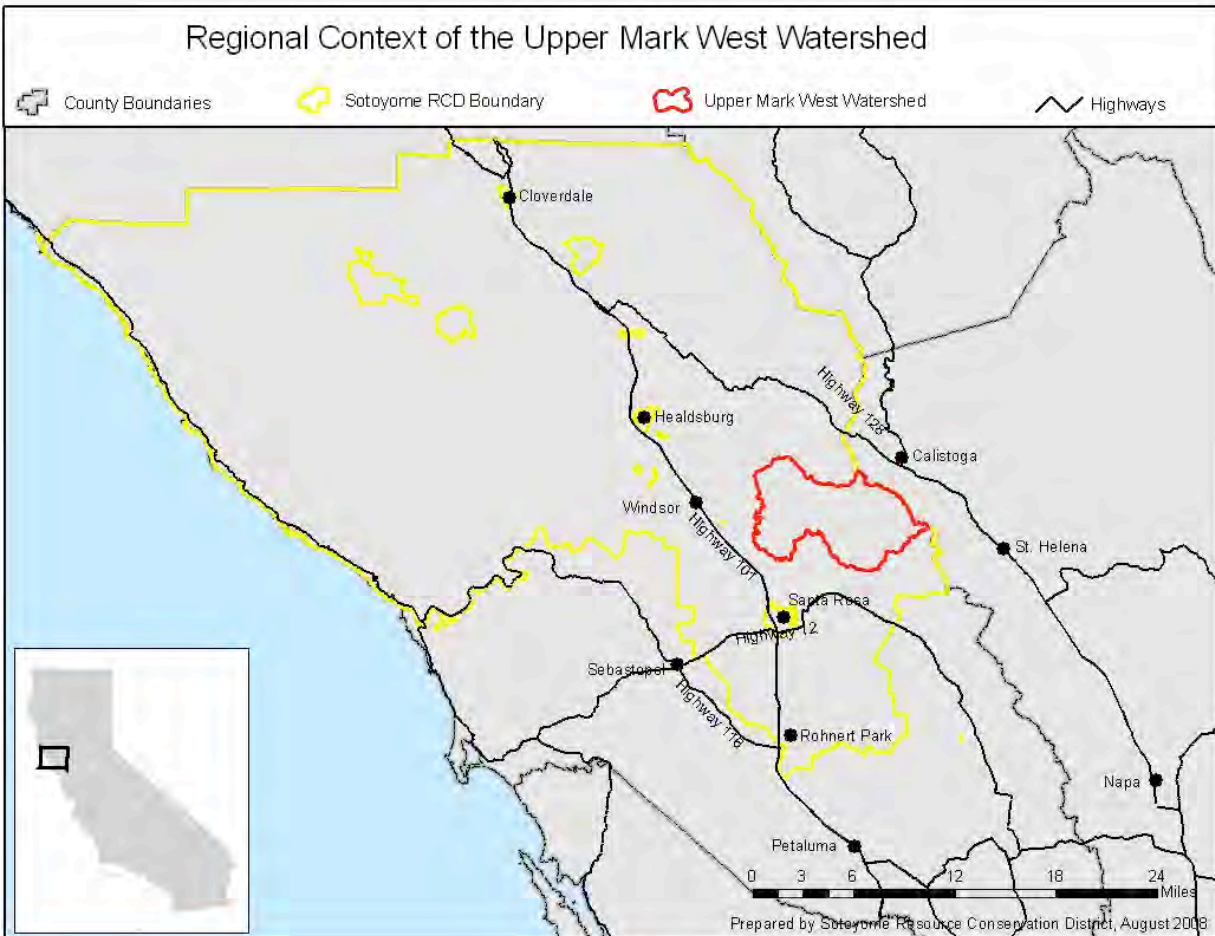 Regional Context of the Upper Mark West Watershed
County Boundaries
Sotoyome RCD Boundary
Upper Mark West Watershed
Highways
Cloverdale
Highway 128
Healdsburg
Calistoga
Windsor
Highway 101
St. Helena
Santa Rosa
Highway 12
Sebastopol
Highway 116
Rohnert Park
Napa
Petaluma
0 3 6 12 18 24
Miles
Prepared by Sotoyome Resource Conservation District, August 2008